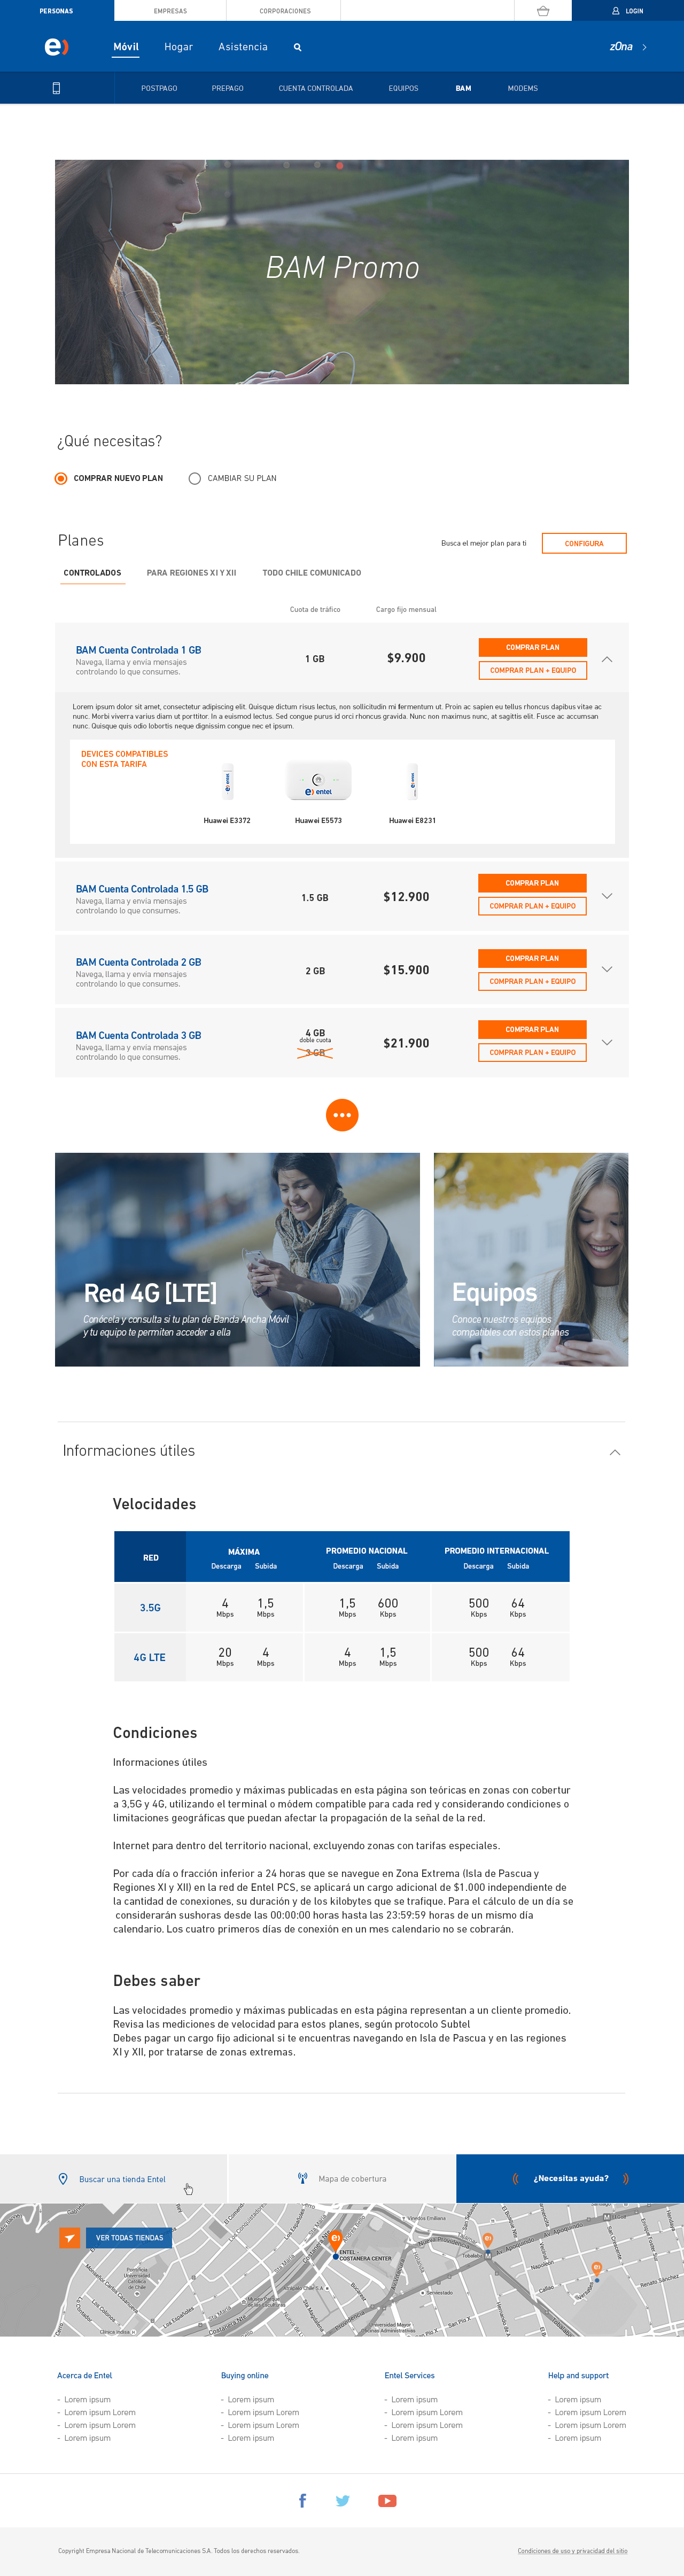 PERSONAS EMPRESAS CORPORACIONES LOGIN
e) Móvil Hogar Asistencia zOna
POSTPAGO PREPAGO CUENTA CONTROLADA EQUIPOS BAM MODEMS
BAM Promo
¿Qué necesitas?
COMPRAR NUEVO PLAN CAMBIAR SU PLAN
Planes
Busca el mejor plan para ti CONFIGURA
CONTROLADOS PARA REGIONES XI Y XII TODO CHILE COMUNICADO
Cuota de tráfico Cargo fijo mensual
BAM Cuenta Controlada 1 GB
Navega, llama y envía mensajes
controlando lo que consumes.
1 GB
$9.900
COMPRAR PLAN
COMPRAR PLAN + EQUIPO
Lorem ipsum dolor sit amet, consectetur adipiscing elit. Quisque dictum risus lectus, non sollicitudin mi fermentum ut. Proin ac sapien eu tellus rhoncus dapibus vitae ac
nunc. Morbi viverra varius diam ut porttitor. In a euismod lectus. Sed congue purus id orci rhoncus gravida. Nunc non maximus nunc, at sagittis elit. Fusce ac accumsan
nunc. Quisque quis odio lobortis neque dignissim congue nec et ipsum.
DEVICES COMPATIBLES
CON ESTA TARIFA
entel
entel
entel
Huawei E3372 Huawei E5573 Huawei E8231
BAM Cuenta Controlada 1.5 GB
Navega, llama y envía mensajes
controlando lo que consumes.
1.5 GB
$12.900
COMPRAR PLAN
COMPRAR PLAN + EQUIPO
BAM Cuenta Controlada 2 GB
Navega, llama y envía mensajes
controlando lo que consumes.
2 GB
$15.900
COMPRAR PLAN
COMPRAR PLAN + EQUIPO
BAM Cuenta Controlada 3 GB
Navega, llama y envía mensajes
controlando lo que consumes.
4 GB
doble cuota
3 GB
$21.900
COMPRAR PLAN
COMPRAR PLAN + EQUIPO
Red 4G [LTE]
Conócela y consulta si tu plan de Banda Ancha Móvil
y tu equipo te permiten acceder a ella
Equipos
Conoce nuestros equipos
compatibles con estos planes
Informaciones útiles
Velocidades
RED MÁXIMA PROMEDIO NACIONAL PROMEDIO INTERNACIONAL
Descarga Subida Descarga Subida Descarga Subida
3.5G 4 1,5 1,5 600 500 64
Mbps Mbps Mbps Kbps Kbps Kbps
4G LTE 20 4 4 1,5 500 64
Mbps Mbps Mbps Mbps Kbps Kbps
Condiciones
Informaciones útiles
Las velocidades promedio y máximas publicadas en esta página son teóricas en zonas con cobertur
a 3,5G y 4G, utilizando el terminal o módem compatible para cada red y considerando condiciones o
limitaciones geográficas que puedan afectar la propagación de la señal de la red.
Internet para dentro del territorio nacional, excluyendo zonas con tarifas especiales.
Por cada día o fracción inferior a 24 horas que se navegue en Zona Extrema (Isla de Pascua y
Regiones XI y XII) en la red de Entel PCS, se aplicará un cargo adicional de $1.000 independiente de
la cantidad de conexiones, su duración y de los kilobytes que se trafique. Para el cálculo de un día se
considerarán sushoras desde las 00:00:00 horas hasta las 23:59:59 horas de un mismo día
calendario. Los cuatro primeros días de conexión en un mes calendario no se cobrarán.
Debes saber
Las velocidades promedio y máximas publicadas en esta página representan a un cliente promedio.
Revisa las mediciones de velocidad para estos planes, según protocolo Subtel
Debes pagar un cargo fijo adicional si te encuentras navegando en Isla de Pascua y en las regiones
XI y XII, por tratarse de zonas extremas.
Buscar una tienda Entel Mapa de cobertura ¿Necesitas ayuda?
VER TODAS TIENDAS
ENTEL -
COSTANERA CENTER
Tobalaba
Acerca de Entel Buying online Entel Services Help and support
- Lorem ipsum - Lorem ipsum - Lorem ipsum - Lorem ipsum
- Lorem ipsum Lorem - Lorem ipsum Lorem - Lorem ipsum Lorem - Lorem ipsum Lorem
- Lorem ipsum Lorem - Lorem ipsum Lorem - Lorem ipsum Lorem - Lorem ipsum Lorem
- Lorem ipsum - Lorem ipsum - Lorem ipsum - Lorem ipsum
Copyright Empresa Nacional de Telecomunicaciones S.A. Todos los derechos reservados. Condiciones de uso y privacidad del sitio